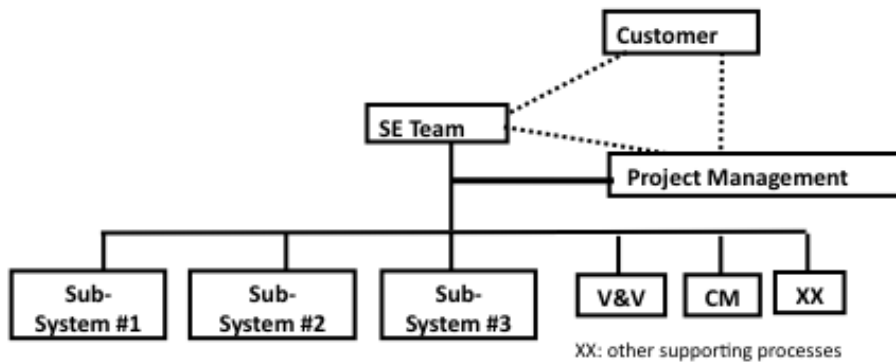 Customer
SE Team
Project Management
Sub-
System #1
Sub-
System #2
Sub-
System #3
V&V
CM
XX
XX: other supporting processes